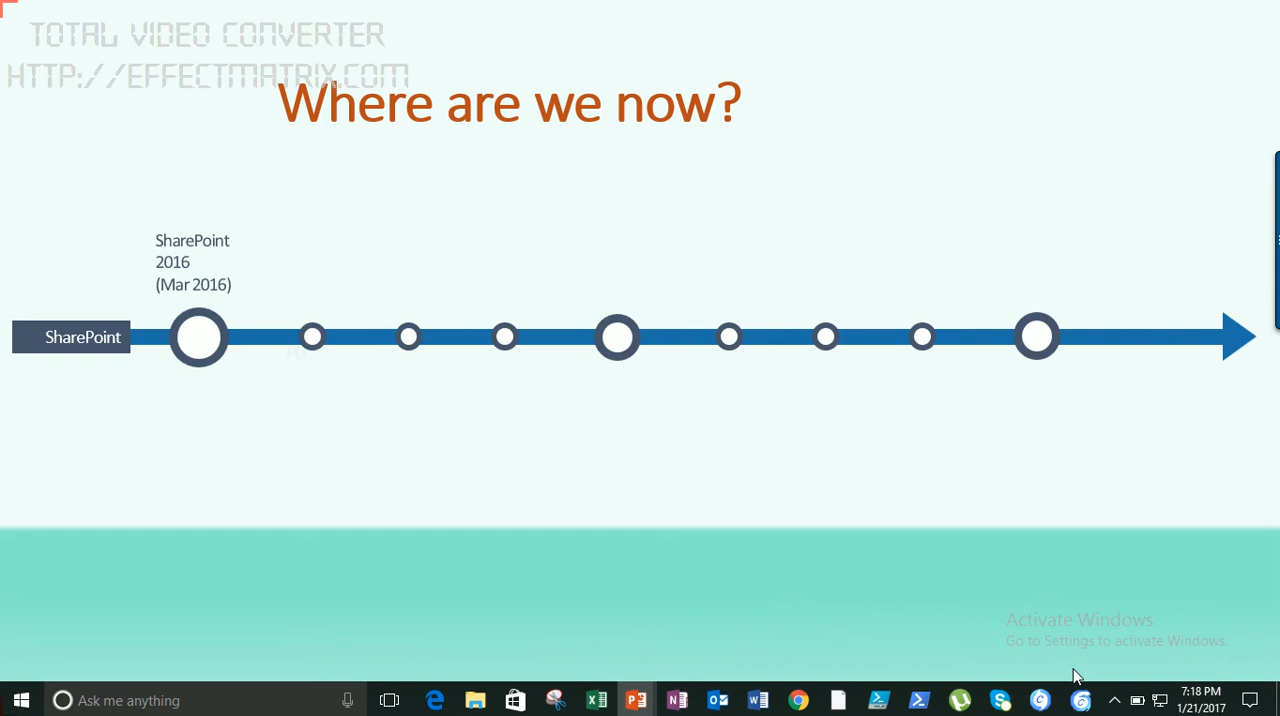 TOTAL VIDEO CONVERTER
HTTP://EFFECTMATRIX.COM
Where are we now?
SharePoint
2016
(Mar 2016)
SharePoint
Activate Windows
Go to Settings to activate Windows.
Ask me anything
7:18 PM
1/21/2017